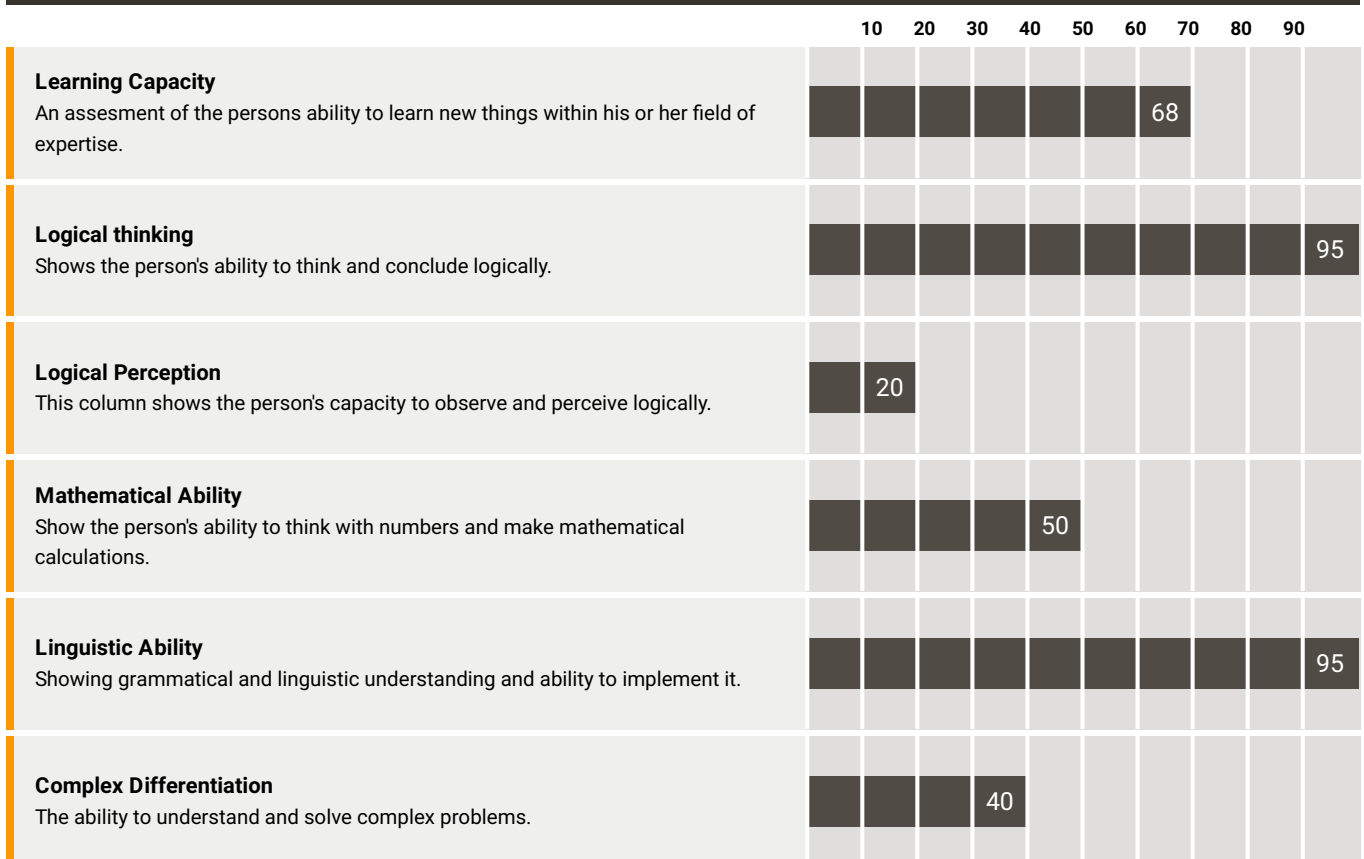 10 20 30 40 50 60 70 80 90
Learning Capacity
An assesment of the persons ability to learn new things within his or her field of
expertise.
68
Logical thinking
Shows the person's ability to think and conclude logically.
95
Logical Perception
This column shows the person's capacity to observe and perceive logically.
20
Mathematical Ability
Show the person's ability to think with numbers and make mathematical
calculations.
50
Linguistic Ability
Showing grammatical and linguistic understanding and ability to implement it.
95
Complex Differentiation
The ability to understand and solve complex problems.
40